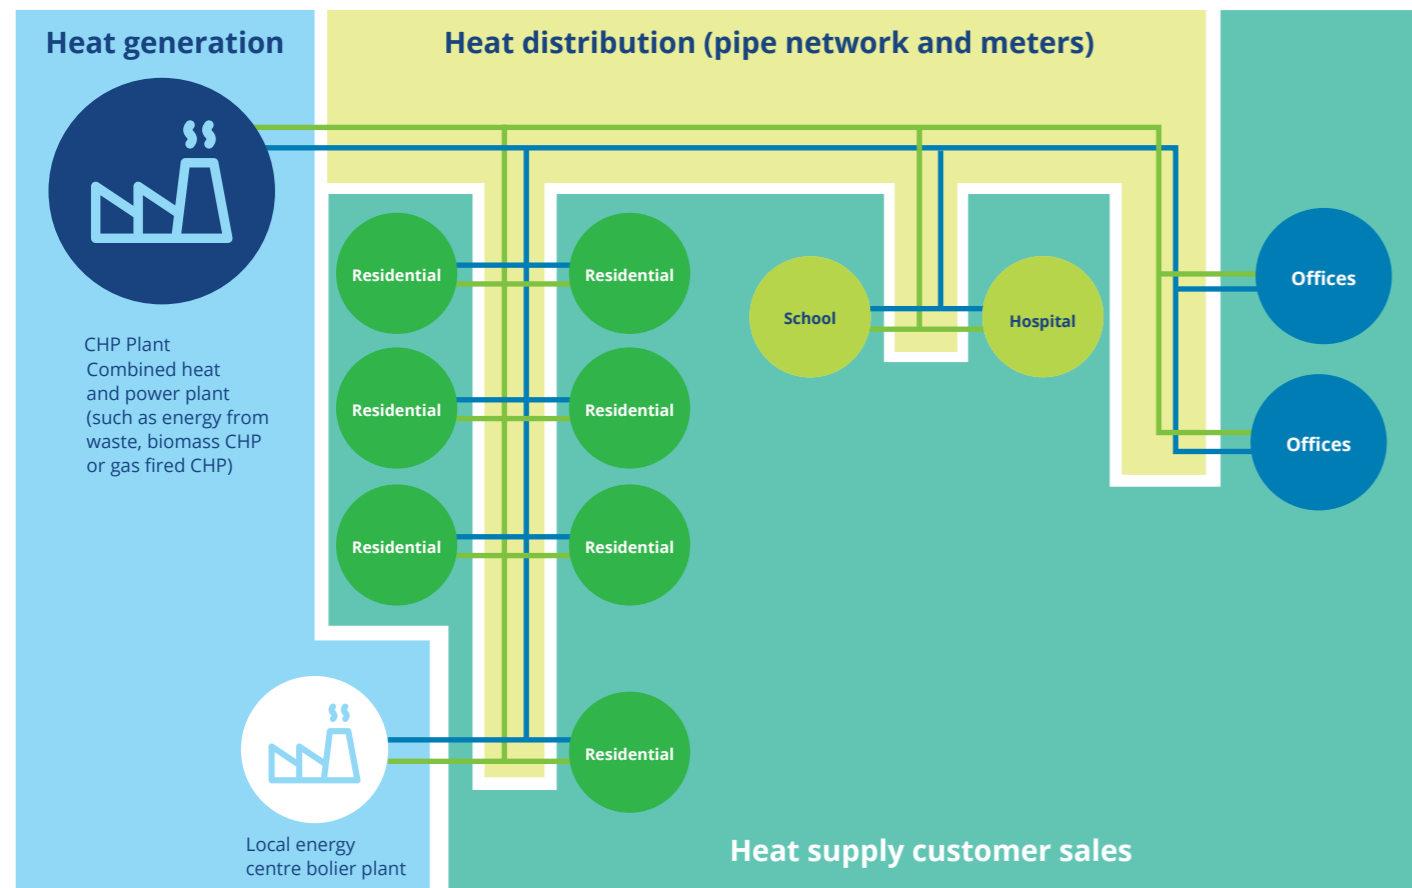 Heat generation
Heat distribution (pipe network and meters)
CHP Plant
Combined heat
and power plant
(such as energy from
waste, biomass CHP
or gas fired CHP)
Residential
Residential
School
Hospital
Offices
Residential
Residential
Offices
Residential
Residential
Residential
Local energy
centre bolier plant
Heat supply customer sales